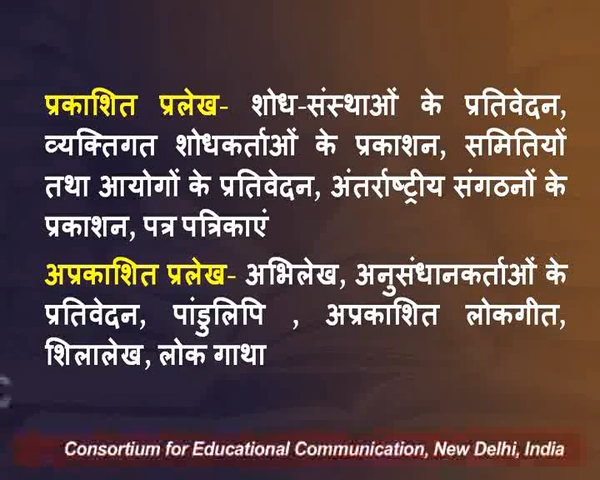 प्रकाशित प्रलेख- शोध-संस्थाओं के प्रतिवेदन,
व्यक्तिगत शोधकर्ताओं के प्रकाशन, समितियों
तथा आयोगों के प्रतिवेदन, अंतर्राष्ट्रीय संगठनों के
प्रकाशन, पत्र पत्रिकाएं
अप्रकाशित प्रलेख- अभिलेख, अनुसंधानकर्ताओं के
प्रतिवेदन, पांडुलिपि , अप्रकाशित लोकगीत,
शिलालेख, लोक गाथा
Consortium for Educational Communication, New Delhi, India